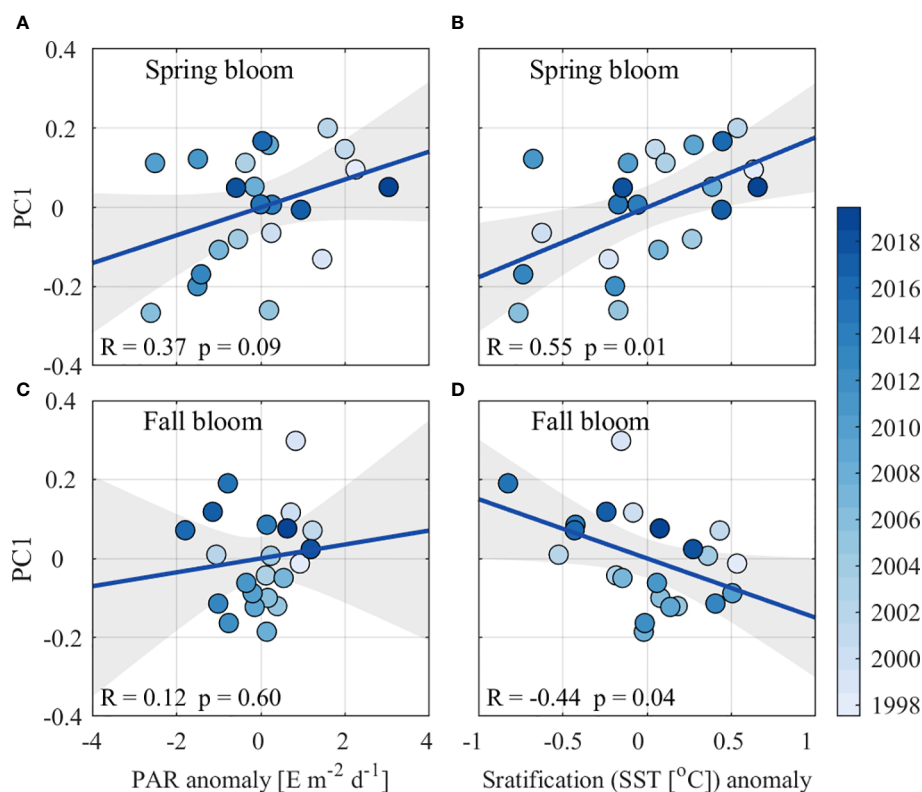 A
B
Spring bloom
Spring bloom
0.4
0.2
0
-0.2
-0.4
PC1
R = 0.37 p = 0.09
R = 0.55 p = 0.01
C
D
Fall bloom
Fall bloom
0.4
0.2
0
-0.2
-0.4
PC1
R = 0.12 p = 0.60
R = -0.44 p = 0.04
-4 -2 0 2 4
-1 -0.5 0 0.5 1
PAR anomaly [E m⁻² d⁻¹]
Sratification (SST [°C]) anomaly
2018
2016
2014
2012
2010
2008
2006
2004
2002
2000
1998